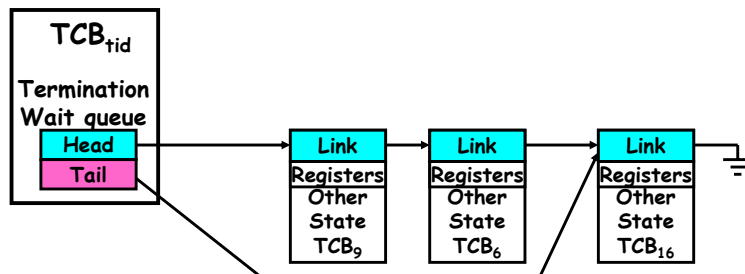 TCBtid
Termination
Wait queue
Head
Tail
Link
Registers
Other
State
TCB9
Link
Registers
Other
State
TCB6
Link
Registers
Other
State
TCB16